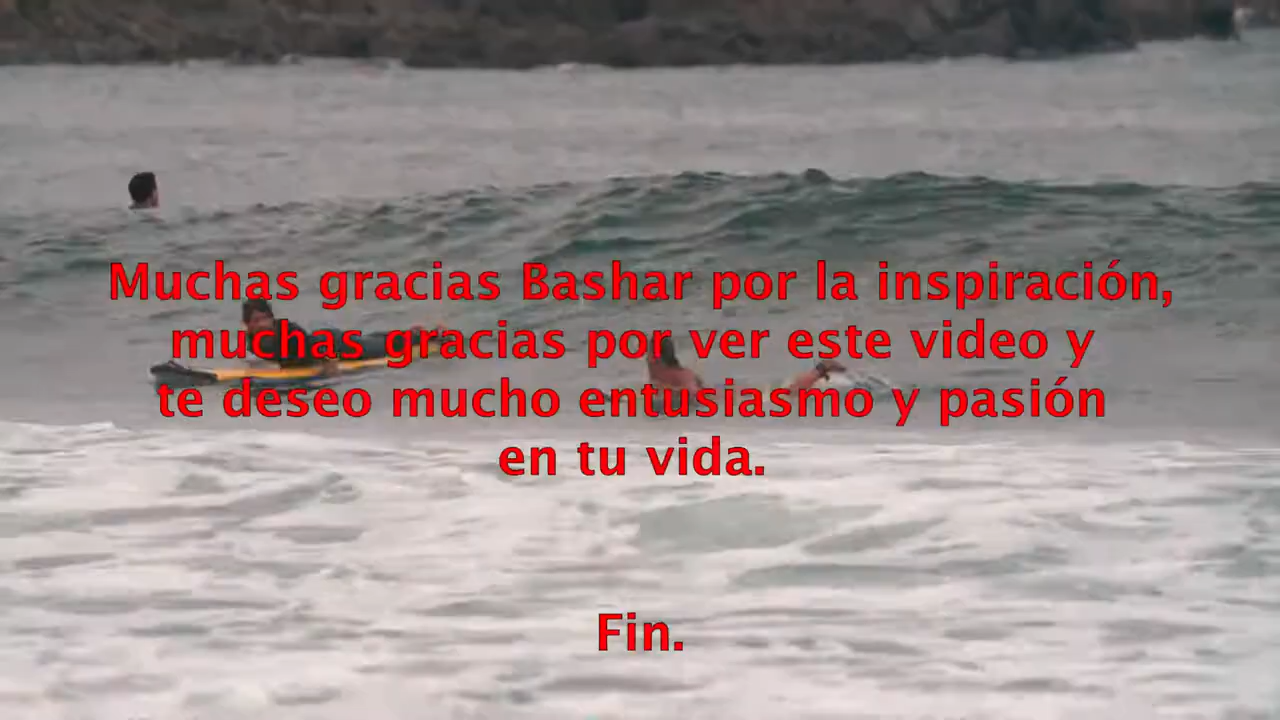 Muchas gracias Bashar por la inspiración,
muchas gracias por ver este video y
te deseo mucho entusiasmo y pasión
en tu vida.
Fin.